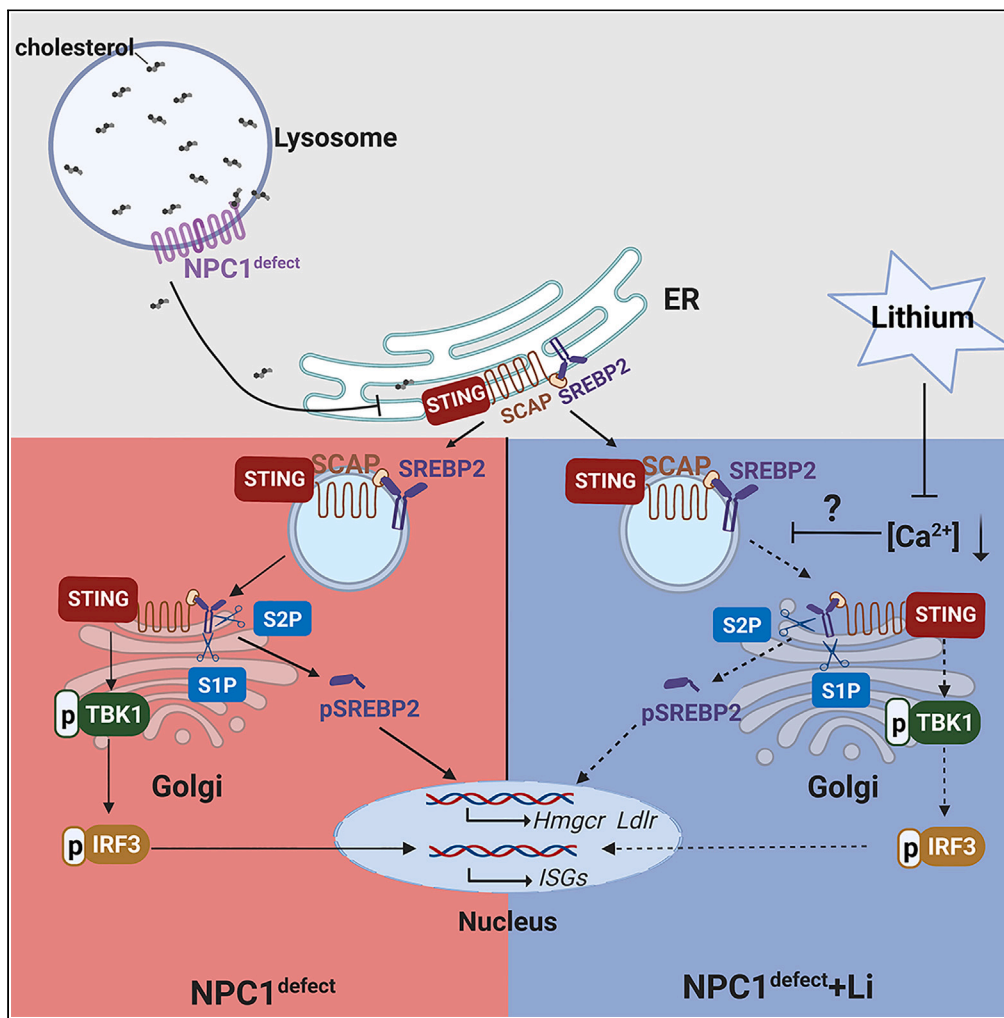 cholesterol
Lysosome
NPC1defect
ER
Lithium
STING
SCAP
SREBP2
SCAP
SREBP2
STING
SCAP
SREBP2
STING
?
[Ca2+]
STING
S2P
S1P
pSREBP2
p TBK1
Golgi
p IRF3
S2P
STING
S1P
pSREBP2
p TBK1
Golgi
p IRF3
Hmgcr Ldlr
ISGs
Nucleus
NPC1defect
NPC1defect+Li